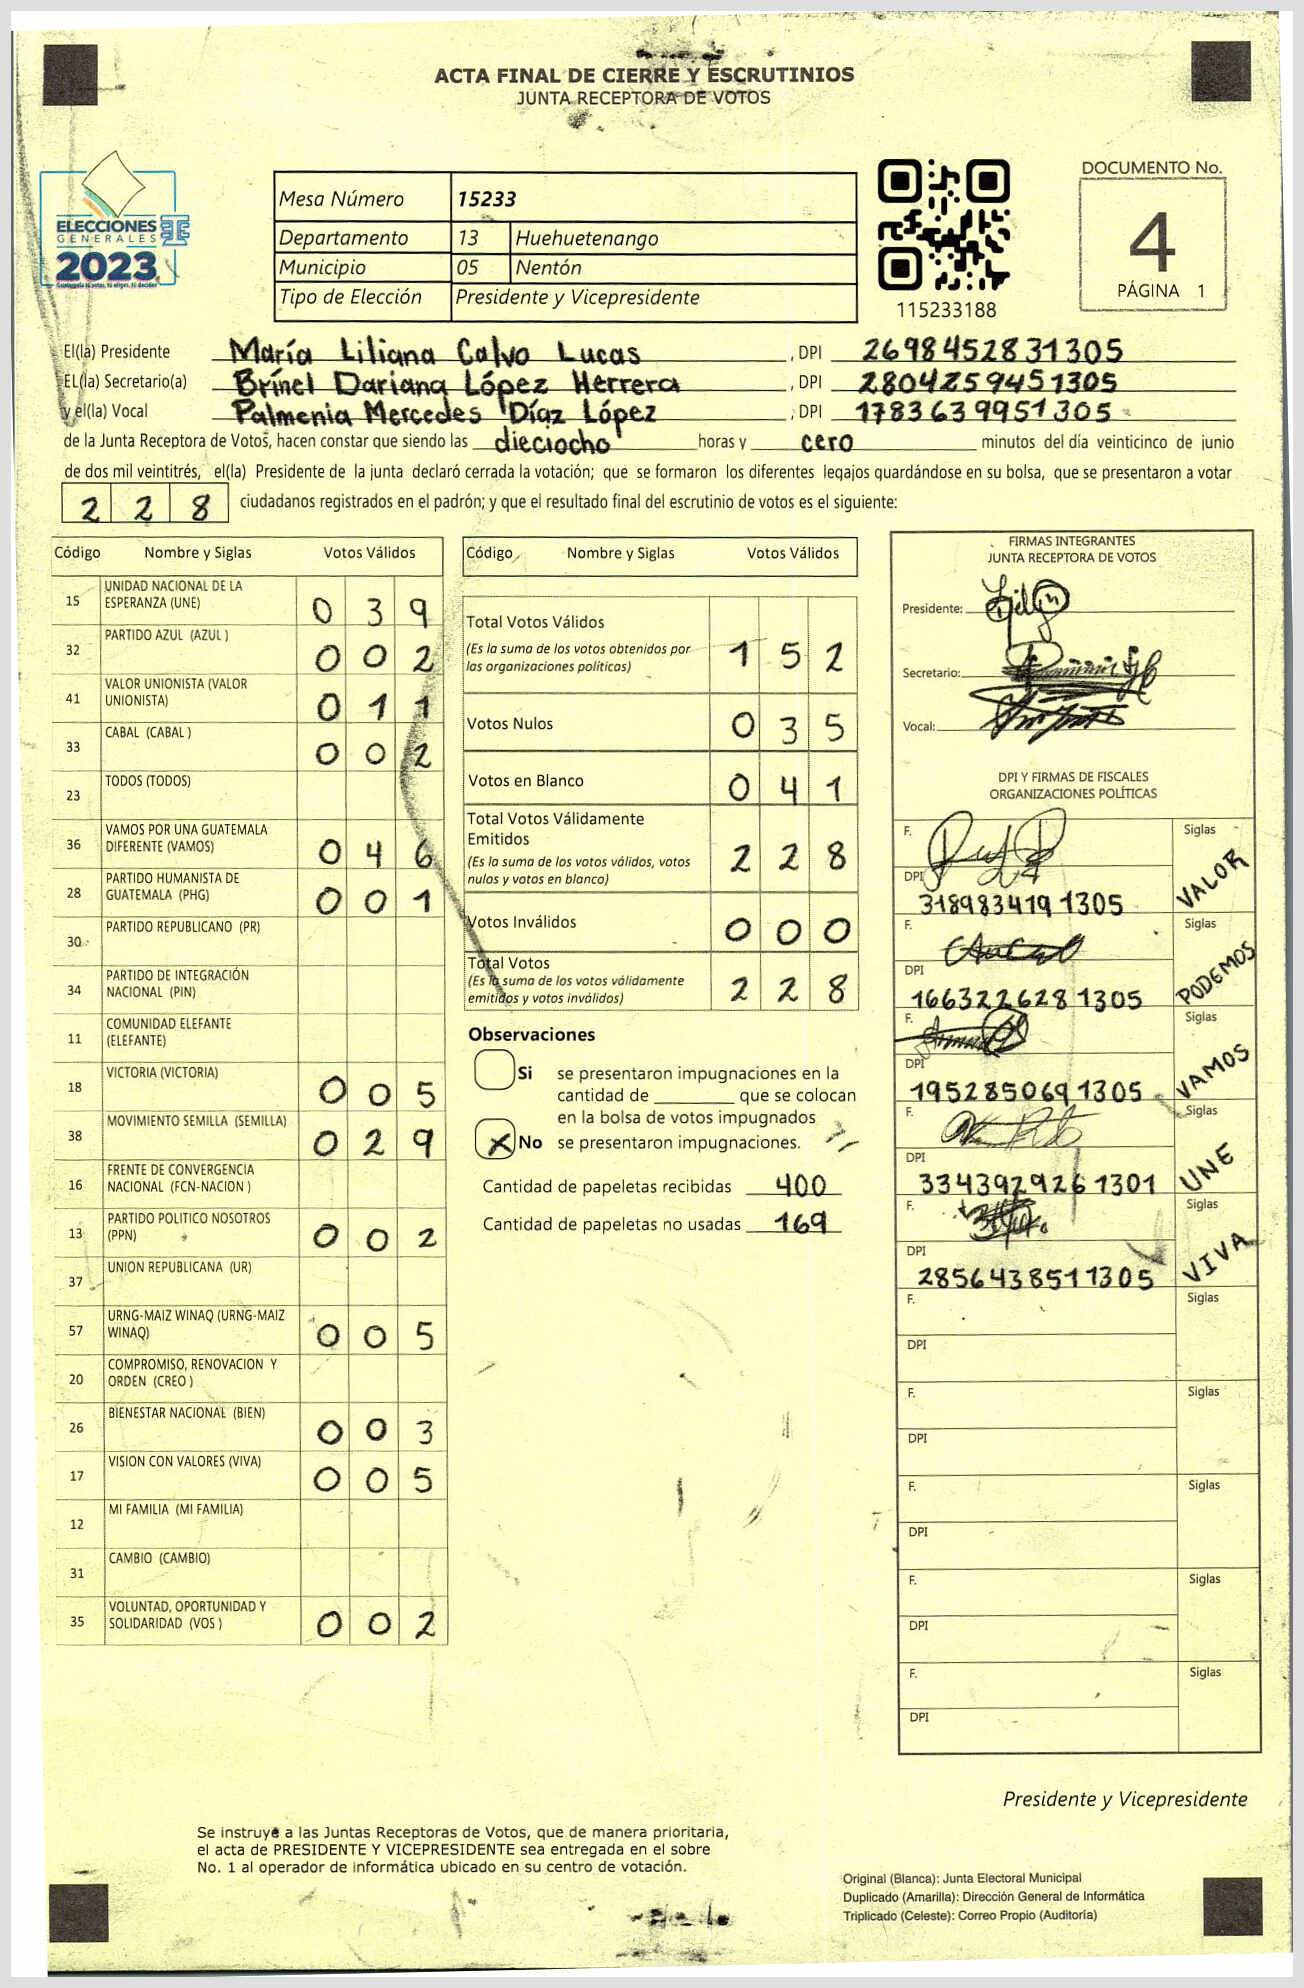 ACTA FINAL DE CIERRE Y ESCRUTINIOS
JUNTA RECEPTORA DE VOTOS
ELECCIONES
GENERALES
2023
Guatemala tú votas, tú eliges, tú decides
Mesa Número 15233
Departamento 13 Huehuetenango
Municipio 05 Nentón
Tipo de Elección Presidente y Vicepresidente
115233188
DOCUMENTO No.
4
PÁGINA 1
El(la) Presidente María Liliana Calvo Lucas , DPI 2698452831305
EL(la) Secretario(a) Brinel Dariana López Herrera , DPI 2804259451305
y el(la) Vocal Palmenia Mercedes Díaz López , DPI 1783639951305
de la Junta Receptora de Votos, hacen constar que siendo las dieciocho horas y cero minutos del día veinticinco de junio
de dos mil veintitrés, el(la) Presidente de la junta declaró cerrada la votación; que se formaron los diferentes legajos guardándose en su bolsa, que se presentaron a votar
2 2 8 ciudadanos registrados en el padrón; y que el resultado final del escrutinio de votos es el siguiente:
Código Nombre y Siglas Votos Válidos
15 UNIDAD NACIONAL DE LA
ESPERANZA (UNE) 0 3 9
32 PARTIDO AZUL (AZUL ) 0 0 2
41 VALOR UNIONISTA (VALOR
UNIONISTA) 0 1 1
33 CABAL (CABAL ) 0 0 2
23 TODOS (TODOS)
36 VAMOS POR UNA GUATEMALA
DIFERENTE (VAMOS) 0 4 6
28 PARTIDO HUMANISTA DE
GUATEMALA (PHG) 0 0 1
30 PARTIDO REPUBLICANO (PR)
34 PARTIDO DE INTEGRACIÓN
NACIONAL (PIN)
11 COMUNIDAD ELEFANTE
(ELEFANTE)
18 VICTORIA (VICTORIA) 0 0 5
38 MOVIMIENTO SEMILLA (SEMILLA) 0 2 9
16 FRENTE DE CONVERGENCIA
NACIONAL (FCN-NACION )
13 PARTIDO POLITICO NOSOTROS
(PPN) 0 0 2
37 UNION REPUBLICANA (UR)
57 URNG-MAIZ WINAQ (URNG-MAIZ
WINAQ) 0 0 5
20 COMPROMISO, RENOVACION Y
ORDEN (CREO )
26 BIENESTAR NACIONAL (BIEN) 0 0 3
17 VISION CON VALORES (VIVA) 0 0 5
12 MI FAMILIA (MI FAMILIA)
31 CAMBIO (CAMBIO)
35 VOLUNTAD, OPORTUNIDAD Y
SOLIDARIDAD (VOS ) 0 0 2
Código Nombre y Siglas Votos Válidos
Total Votos Válidos
(Es la suma de los votos obtenidos por
las organizaciones políticas) 1 5 2
Votos Nulos 0 3 5
Votos en Blanco 0 4 1
Total Votos Válidamente
Emitidos
(Es la suma de los votos válidos, votos
nulos y votos en blanco) 2 2 8
Votos Inválidos 0 0 0
Total Votos
(Es la suma de los votos válidamente
emitidos y votos inválidos) 2 2 8
Observaciones
Si se presentaron impugnaciones en la
cantidad de ________ que se colocan
en la bolsa de votos impugnados
X No se presentaron impugnaciones.
Cantidad de papeletas recibidas 400
Cantidad de papeletas no usadas 169
FIRMAS INTEGRANTES
JUNTA RECEPTORA DE VOTOS
Presidente:
Secretario:
Vocal:
DPI Y FIRMAS DE FISCALES
ORGANIZACIONES POLÍTICAS
F. Siglas
DPI VALOR
3189834191305
F. Siglas
DPI PODEMOS
1663226281305
F. Siglas
DPI VAMOS
1952850691305
F. Siglas
DPI UNE
3343929261301
F. Siglas
DPI VIVA
2856438511305
F. Siglas
DPI
F. Siglas
DPI
F. Siglas
DPI
F. Siglas
DPI
F. Siglas
DPI
Presidente y Vicepresidente
Se instruye a las Juntas Receptoras de Votos, que de manera prioritaria,
el acta de PRESIDENTE Y VICEPRESIDENTE sea entregada en el sobre
No. 1 al operador de informática ubicado en su centro de votación.
Original (Blanca): Junta Electoral Municipal
Duplicado (Amarilla): Dirección General de Informática
Triplicado (Celeste): Correo Propio (Auditoría)